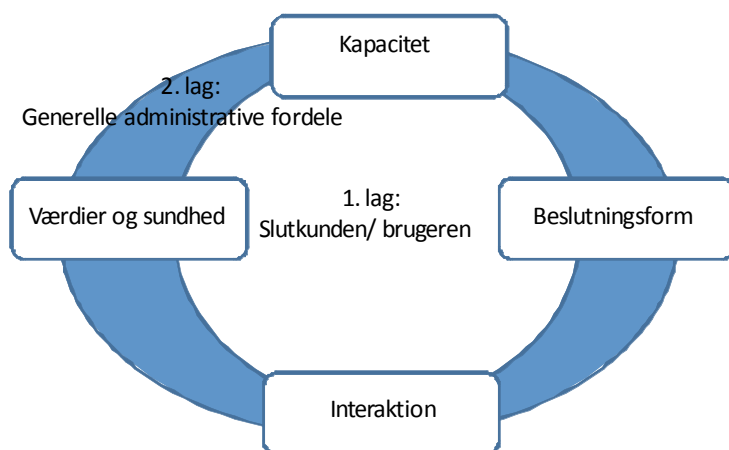 Kapacitet
2. lag:
Generelle administrative fordele
Værdier og sundhed
1. lag:
Slutkunden/ brugeren
Beslutningsform
Interaktion